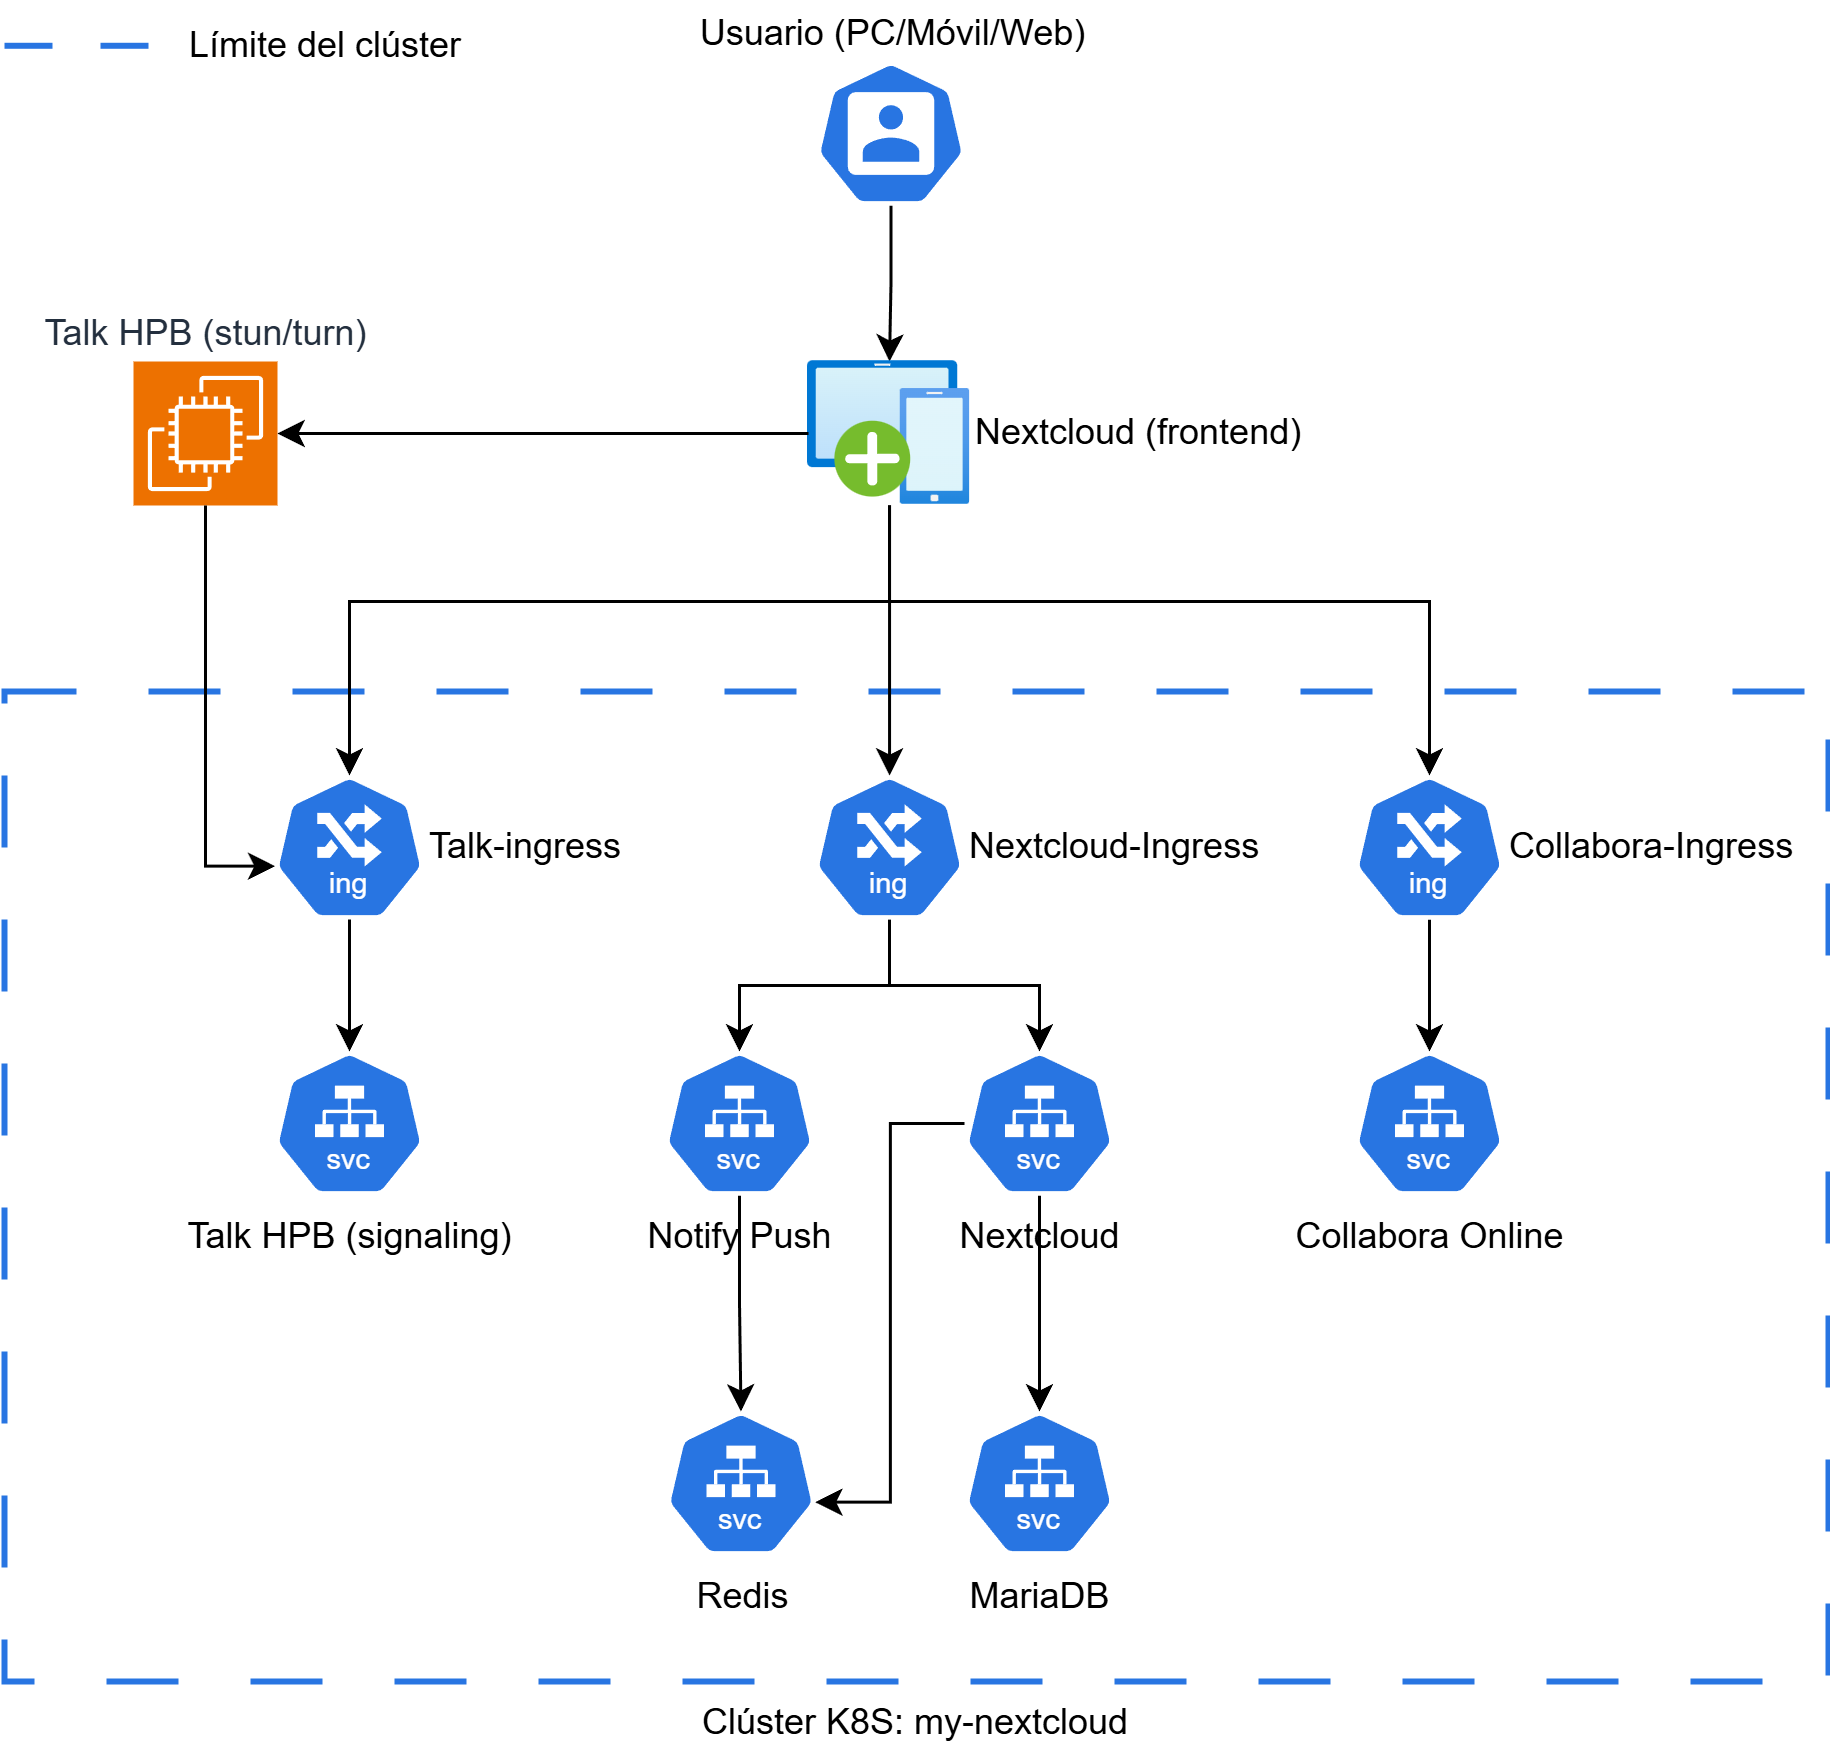 Límite del clúster
Usuario (PC/Móvil/Web)
Talk HPB (stun/turn)
Nextcloud (frontend)
ing
Talk-ingress
ing
Nextcloud-Ingress
ing
Collabora-Ingress
svc
svc
svc
svc
Talk HPB (signaling)
Notify Push
Nextcloud
Collabora Online
svc
svc
Redis
MariaDB
Clúster K8S: my-nextcloud